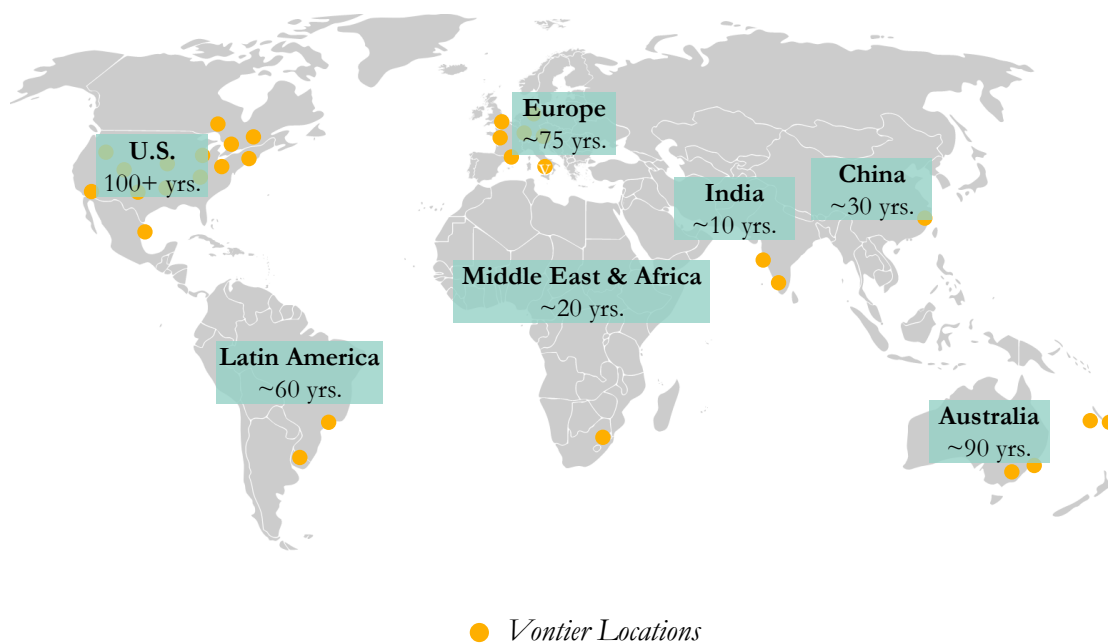 Europe
~75 yrs.
U.S.
100+ yrs.
v
China
~30 yrs.
India
~10 yrs.
Middle East & Africa
~20 yrs.
Latin America
~60 yrs.
Australia
~90 yrs.
Vontier Locations